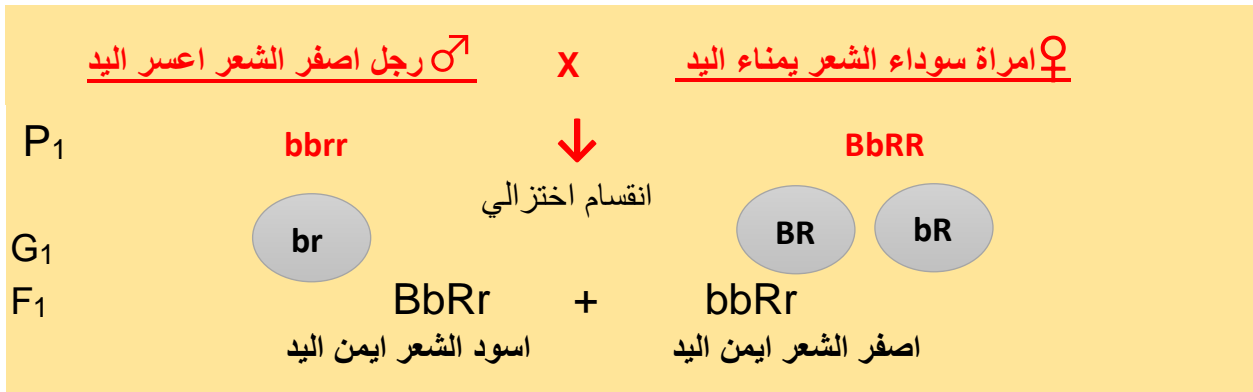 ♀امراة سوداء الشعر يمناء اليد X ♂رجل اصفر الشعر اعسر اليد
P1 bbrr ↓ BbRR
انقسام اختزالي
G1 br BR bR
F1 BbRr + bbRr
اسود الشعر ايمن اليد اصفر الشعر ايمن اليد